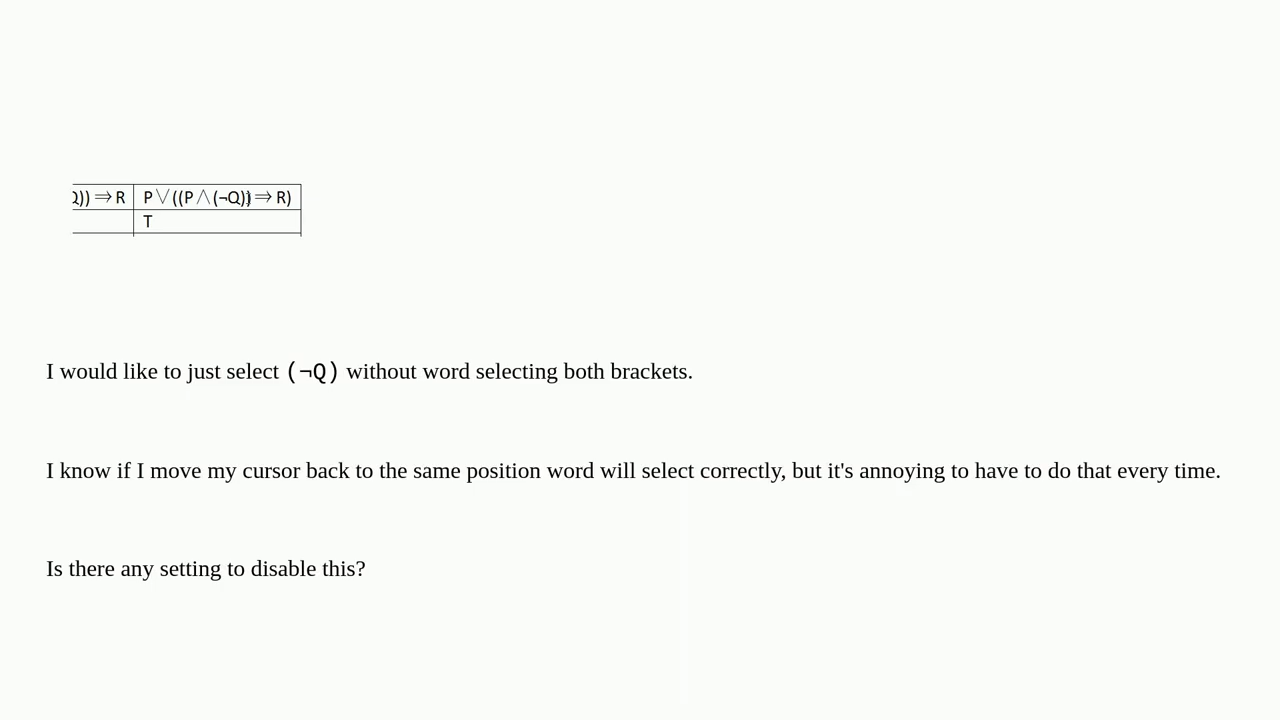 Q)) ⇒ R P ∨ ((P ∧ (¬Q)) ⇒ R)
T
I would like to just select (¬Q) without word selecting both brackets.
I know if I move my cursor back to the same position word will select correctly, but it's annoying to have to do that every time.
Is there any setting to disable this?